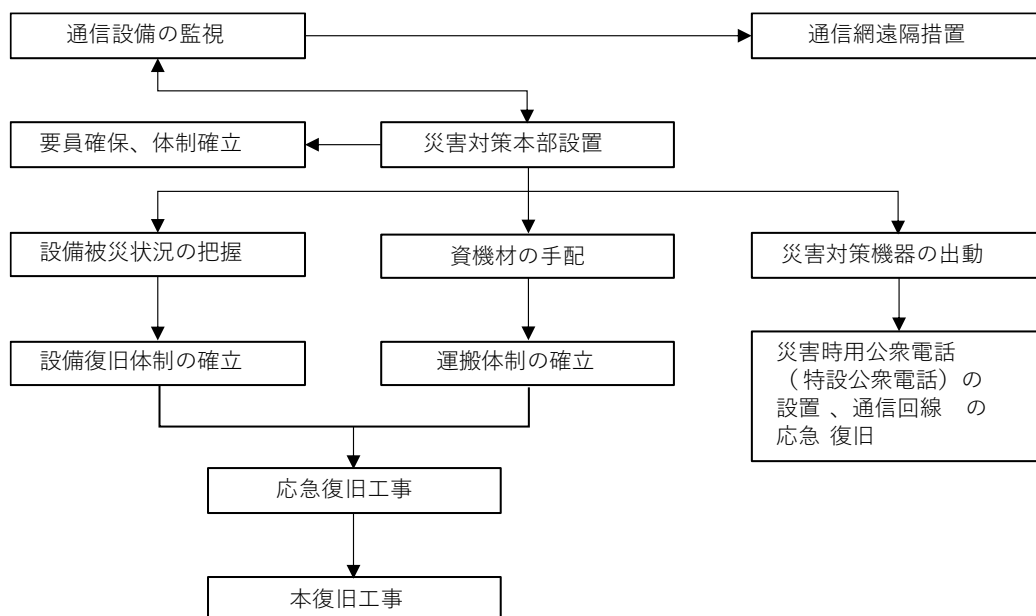 通信設備の監視
通信網遠隔措置
要員確保、体制確立
災害対策本部設置
設備被災状況の把握
資機材の手配
災害対策機器の出動
設備復旧体制の確立
運搬体制の確立
災害時用公衆電話
（特設公衆電話）の
設置 、通信回線　の
応急 復旧
応急復旧工事
本復旧工事